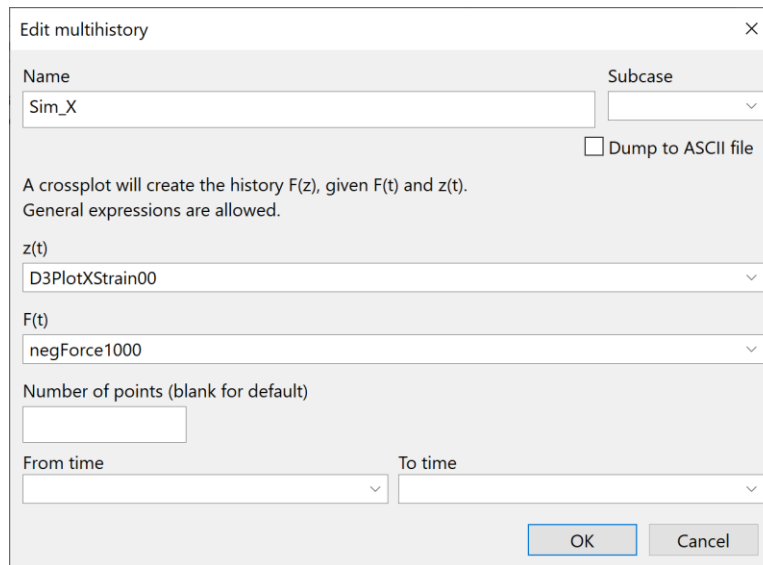 Edit multihistory
Name
Subcase
Sim_X
Dump to ASCII file
A crossplot will create the history F(z), given F(t) and z(t).
General expressions are allowed.
z(t)
D3PlotXStrain00
F(t)
negForce1000
Number of points (blank for default)
From time
To time
OK
Cancel